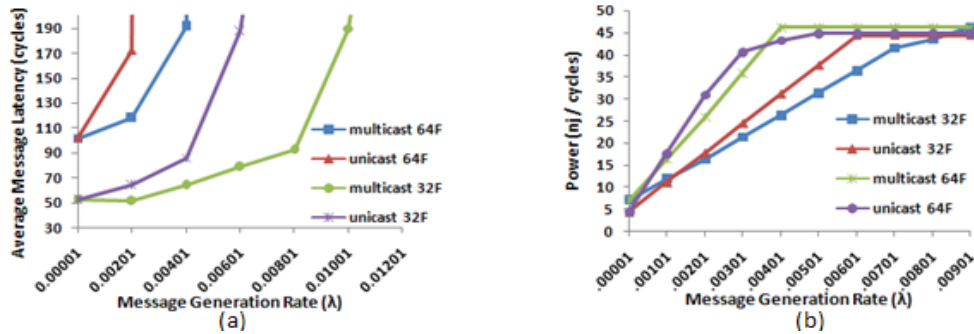 Average Message Latency (cycles)
190
170
150
130
110
90
70
50
30
multicast 64F
unicast 64F
multicast 32F
unicast 32F
0.00001
0.00201
0.00401
0.00601
0.00801
0.01001
0.01201
Message Generation Rate (λ)
(a)
Power (nj / cycles)
50
45
40
35
30
25
20
15
10
5
0
multicast 32F
unicast 32F
multicast 64F
unicast 64F
.00001
.00101
.00201
.00301
.00401
.00501
.00601
.00701
.00801
.00901
Message Generation Rate (λ)
(b)